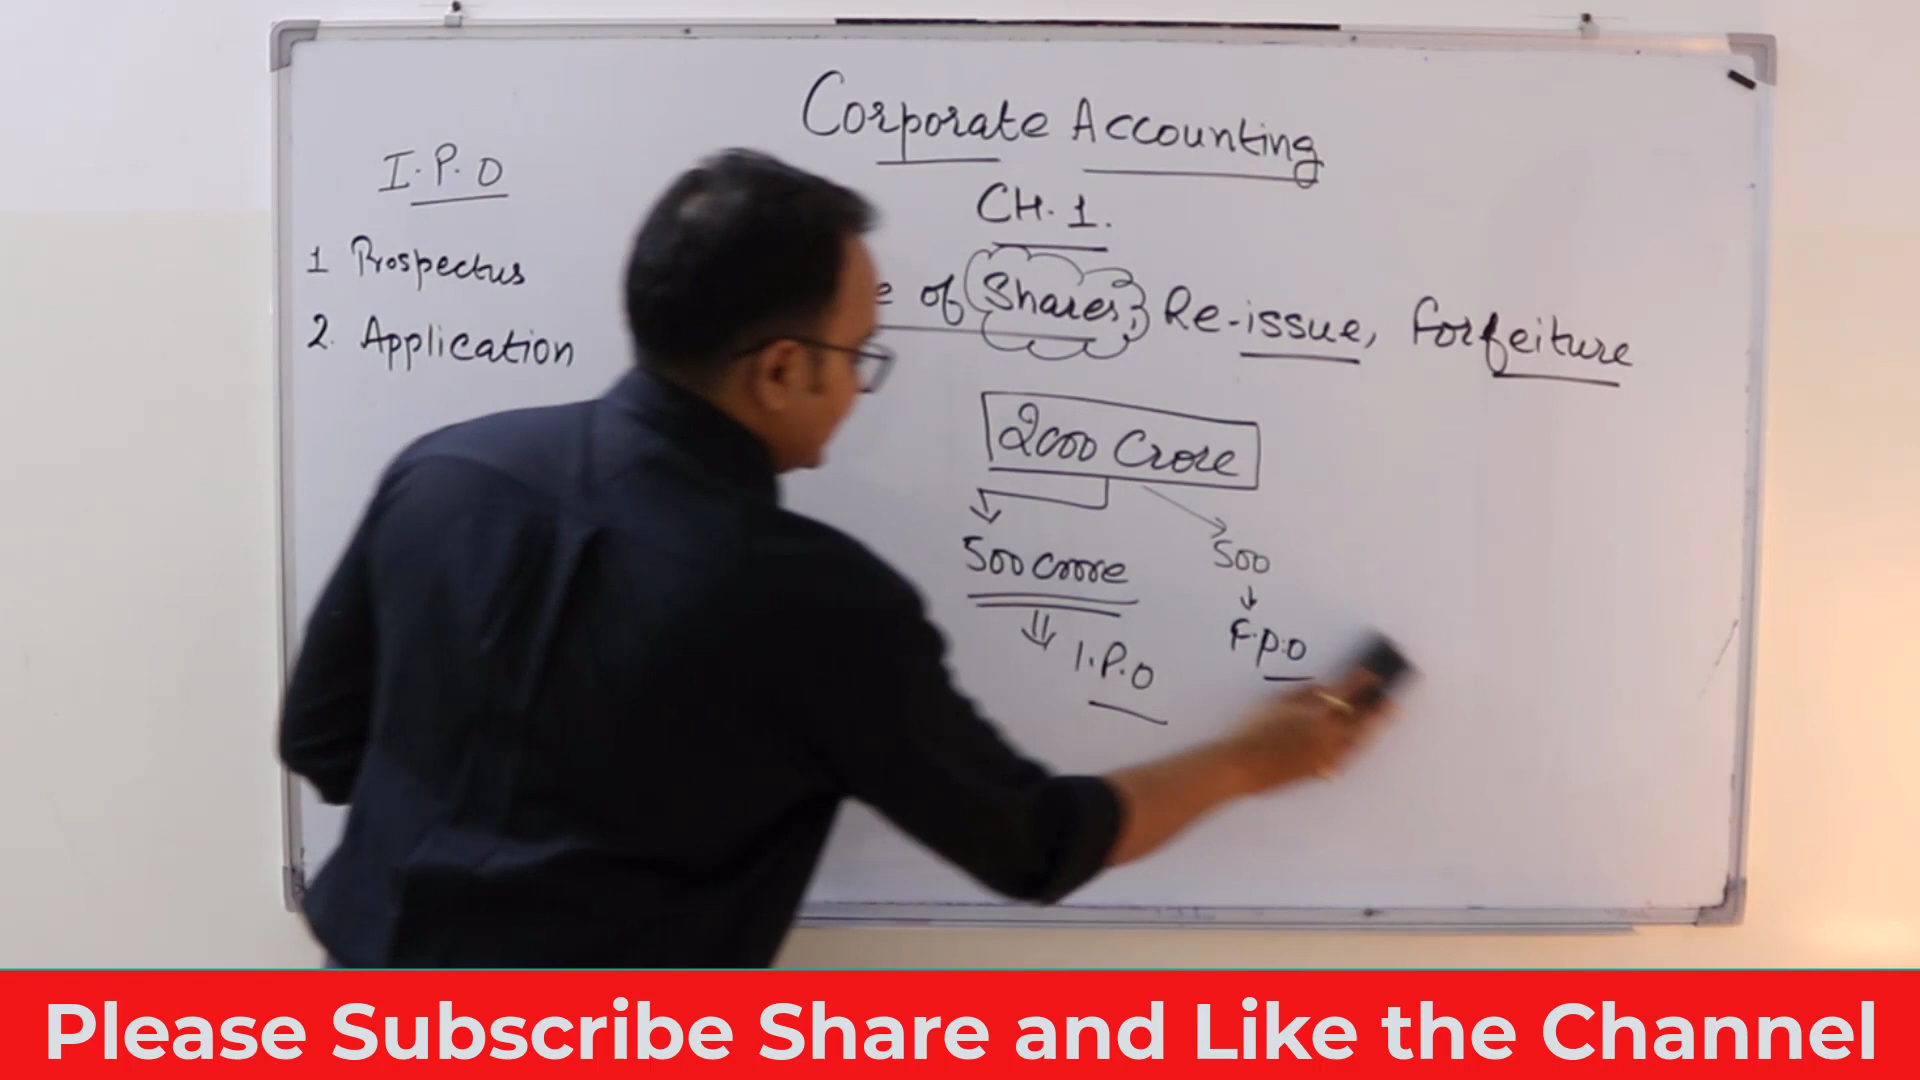 Corporate Accounting
CH. 1.
of Shares, Re-issue, Forfeiture
I.P.O
1 Prospectus
2. Application
2000 Crore
500 Crore
500
I.P.O
F.P.O
Please Subscribe Share and Like the Channel